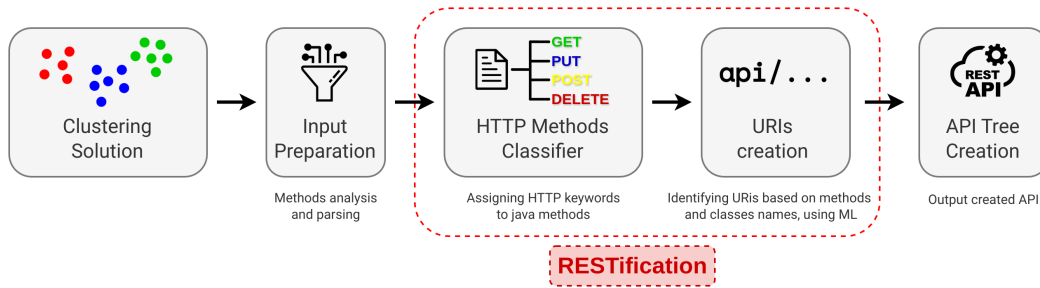 Clustering
Solution
Input
Preparation
Methods analysis
and parsing
GET
PUT
POST
DELETE
HTTP Methods
Classifier
Assigning HTTP keywords
to java methods
api/...
URIs
creation
Identifying URIs based on methods
and classes names, using ML
REST
API
API Tree
Creation
Output created API
RESTification